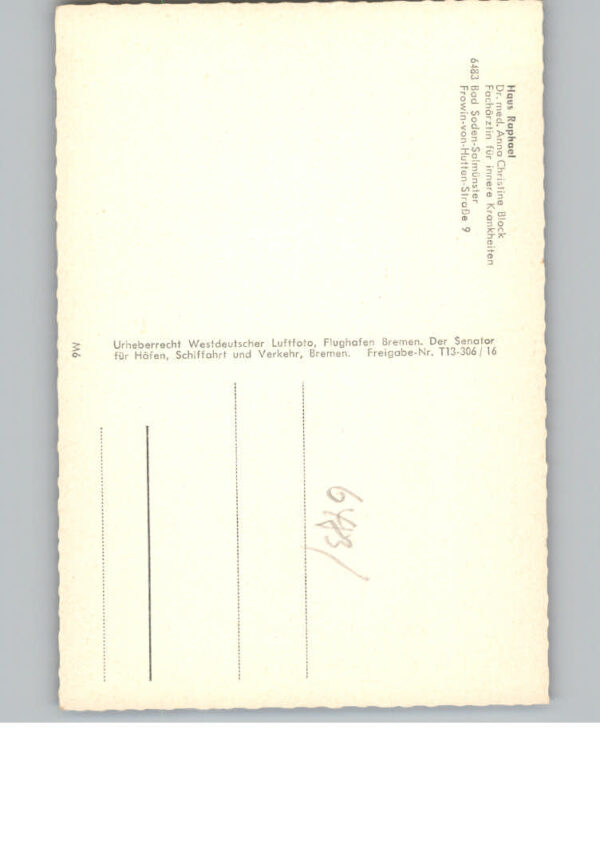 Haus Raphael
Dr. med. Anna Christine Block
Fachärztin für innere Krankheiten
6483 Bad Soden-Salmünster
Frowin-von-Hutten-Straße 9
Urheberrecht Westdeutscher Luftfoto, Flughafen Bremen. Der Senator
für Häfen, Schiffahrt und Verkehr, Bremen. Freigabe-Nr. T13-306/16
M6
6483/